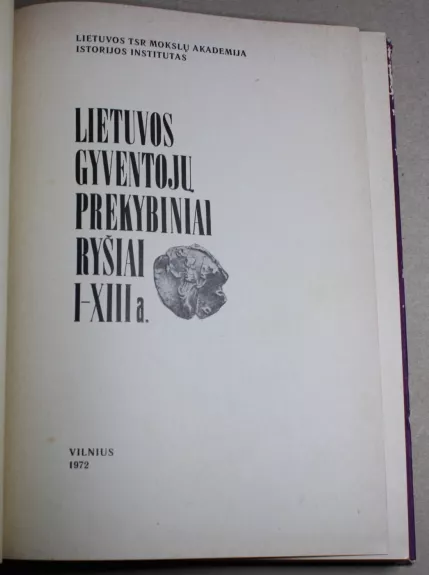 LIETUVOS TSR MOKSLŲ AKADEMIJA
ISTORIJOS INSTITUTAS
LIETUVOS
GYVENTOJŲ
PREKYBINIAI
RYŠIAI
I–XIII a.
VILNIUS
1972